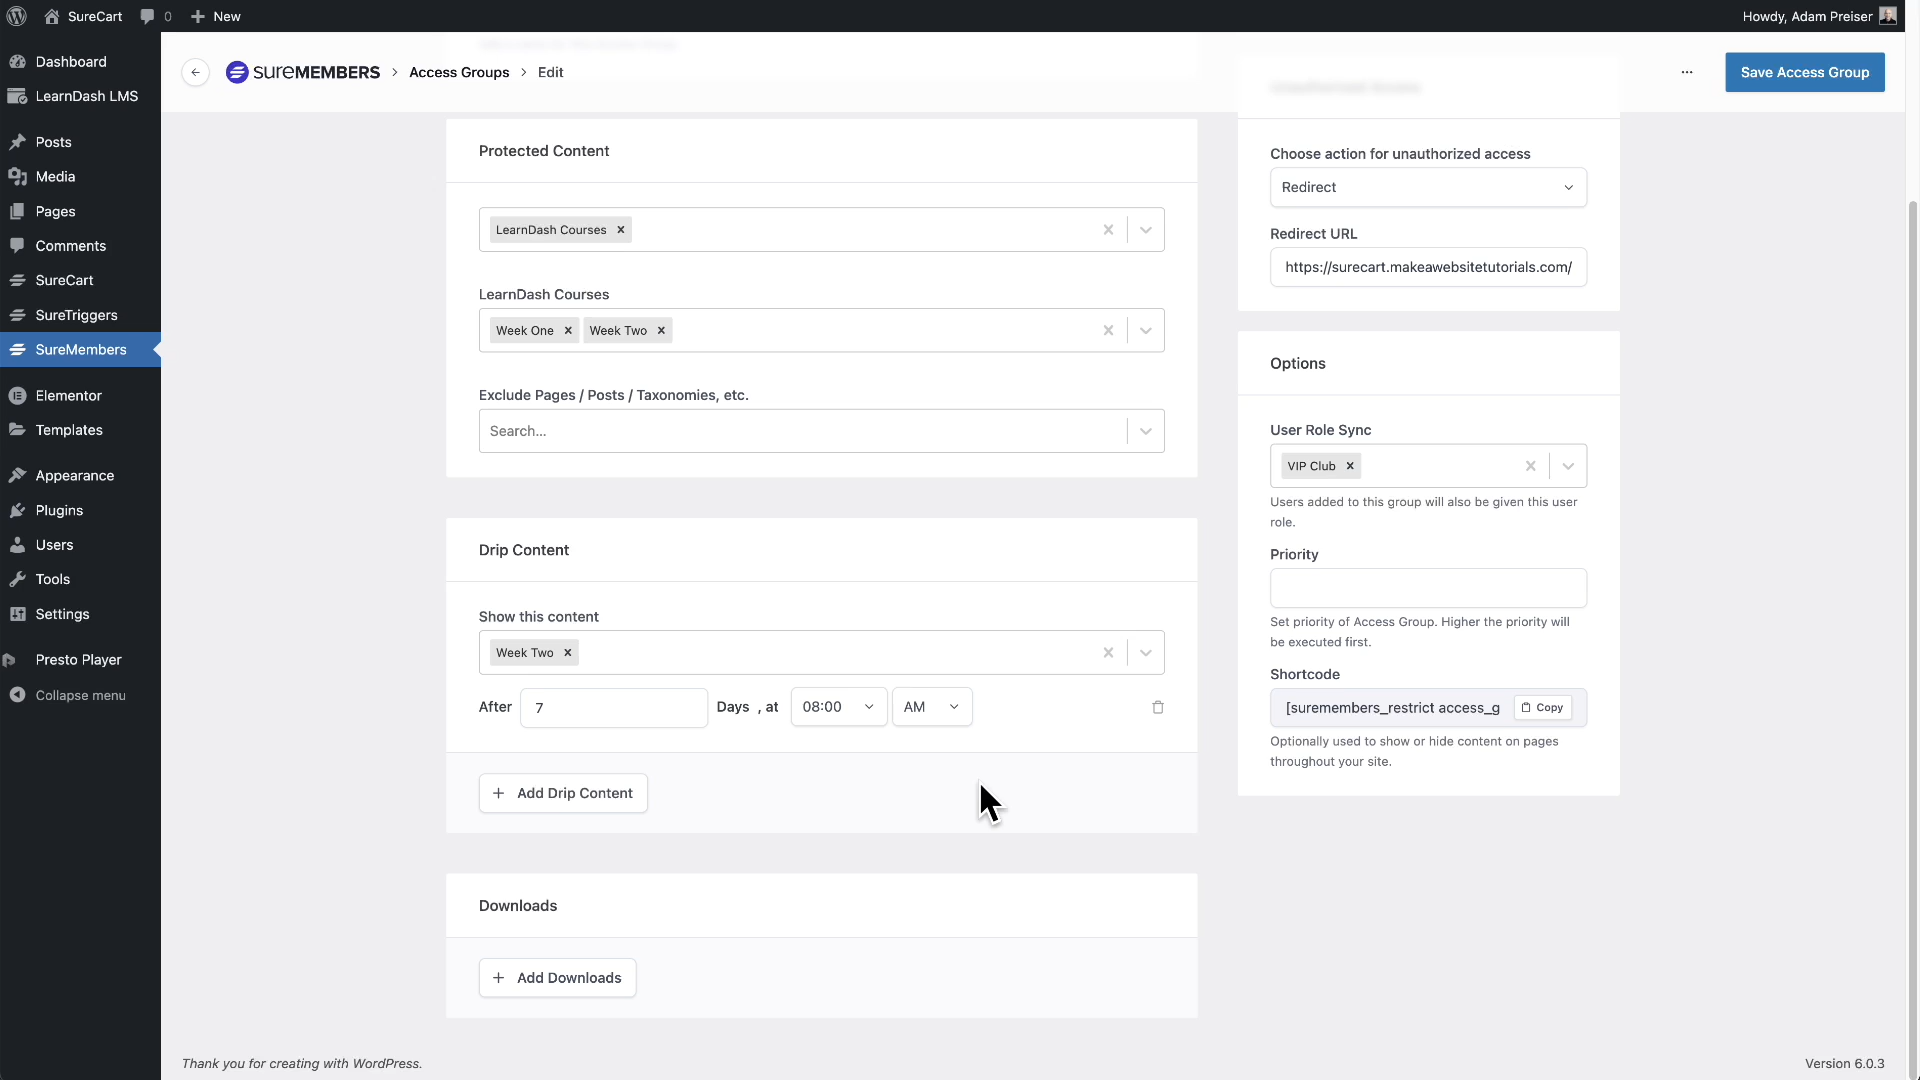 SureCart
0
New
Howdy, Adam Preiser
Dashboard
LearnDash LMS
Posts
Media
Pages
Comments
SureCart
SureTriggers
SureMembers
Elementor
Templates
Appearance
Plugins
Users
Tools
Settings
Presto Player
Collapse menu
SUREMEMBERS > Access Groups > Edit
...
Save Access Group
Protected Content
LearnDash Courses
LearnDash Courses
Week One
Week Two
Exclude Pages / Posts / Taxonomies, etc.
Search...
Drip Content
Show this content
Week Two
After 7 Days , at 08:00 AM
Add Drip Content
Downloads
Add Downloads
Choose action for unauthorized access
Redirect
Redirect URL
https://surecart.makeawebsitetutorials.com/
Options
User Role Sync
VIP Club
Users added to this group will also be given this user
role.
Priority
Set priority of Access Group. Higher the priority will
be executed first.
Shortcode
[suremembers_restrict access_g
Copy
Optionally used to show or hide content on pages
throughout your site.
Thank you for creating with WordPress.
Version 6.0.3